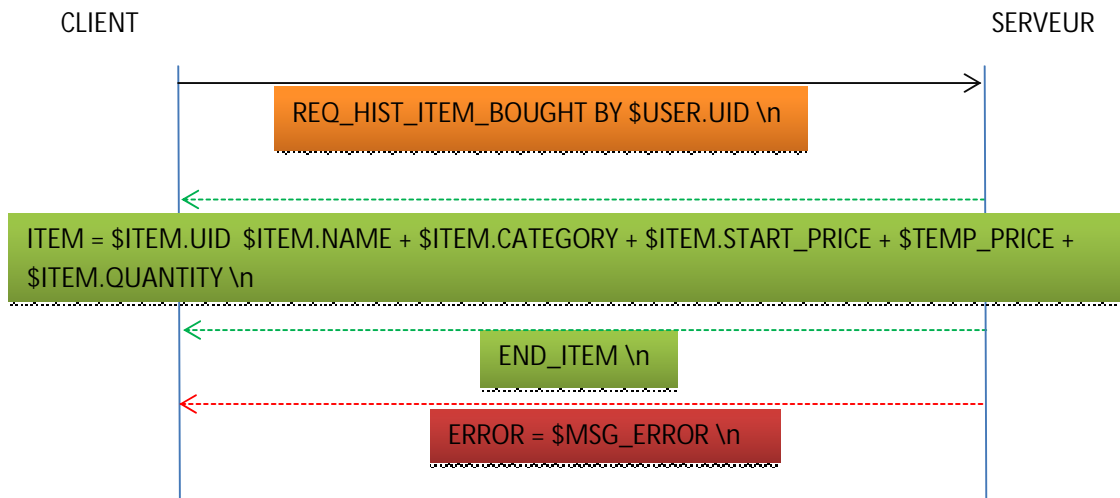 CLIENT
SERVEUR
REQ_HIST_ITEM_BOUGHT BY $USER.UID \n
ITEM = $ITEM.UID $ITEM.NAME + $ITEM.CATEGORY + $ITEM.START_PRICE + $TEMP_PRICE +
$ITEM.QUANTITY \n
END_ITEM \n
ERROR = $MSG_ERROR \n